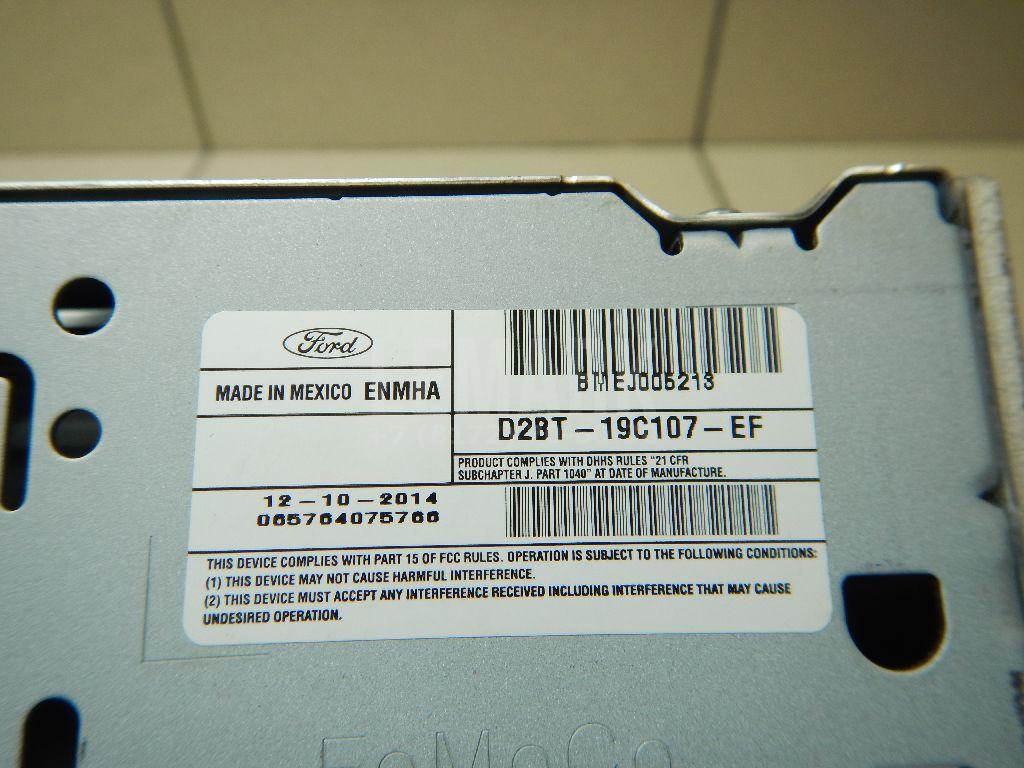 Ford
MADE IN MEXICO ENMHA
BMEJ005213
D2BT-19C107-EF
PRODUCT COMPLIES WITH DHHS RULES "21 CFR
SUBCHAPTER J. PART 1040" AT DATE OF MANUFACTURE.
12-10-2014
065764075766
THIS DEVICE COMPLIES WITH PART 15 OF FCC RULES. OPERATION IS SUBJECT TO THE FOLLOWING CONDITIONS:
(1) THIS DEVICE MAY NOT CAUSE HARMFUL INTERFERENCE.
(2) THIS DEVICE MUST ACCEPT ANY INTERFERENCE RECEIVED INCLUDING INTERFERENCE THAT MAY CAUSE
UNDESIRED OPERATION.
FoMoCo